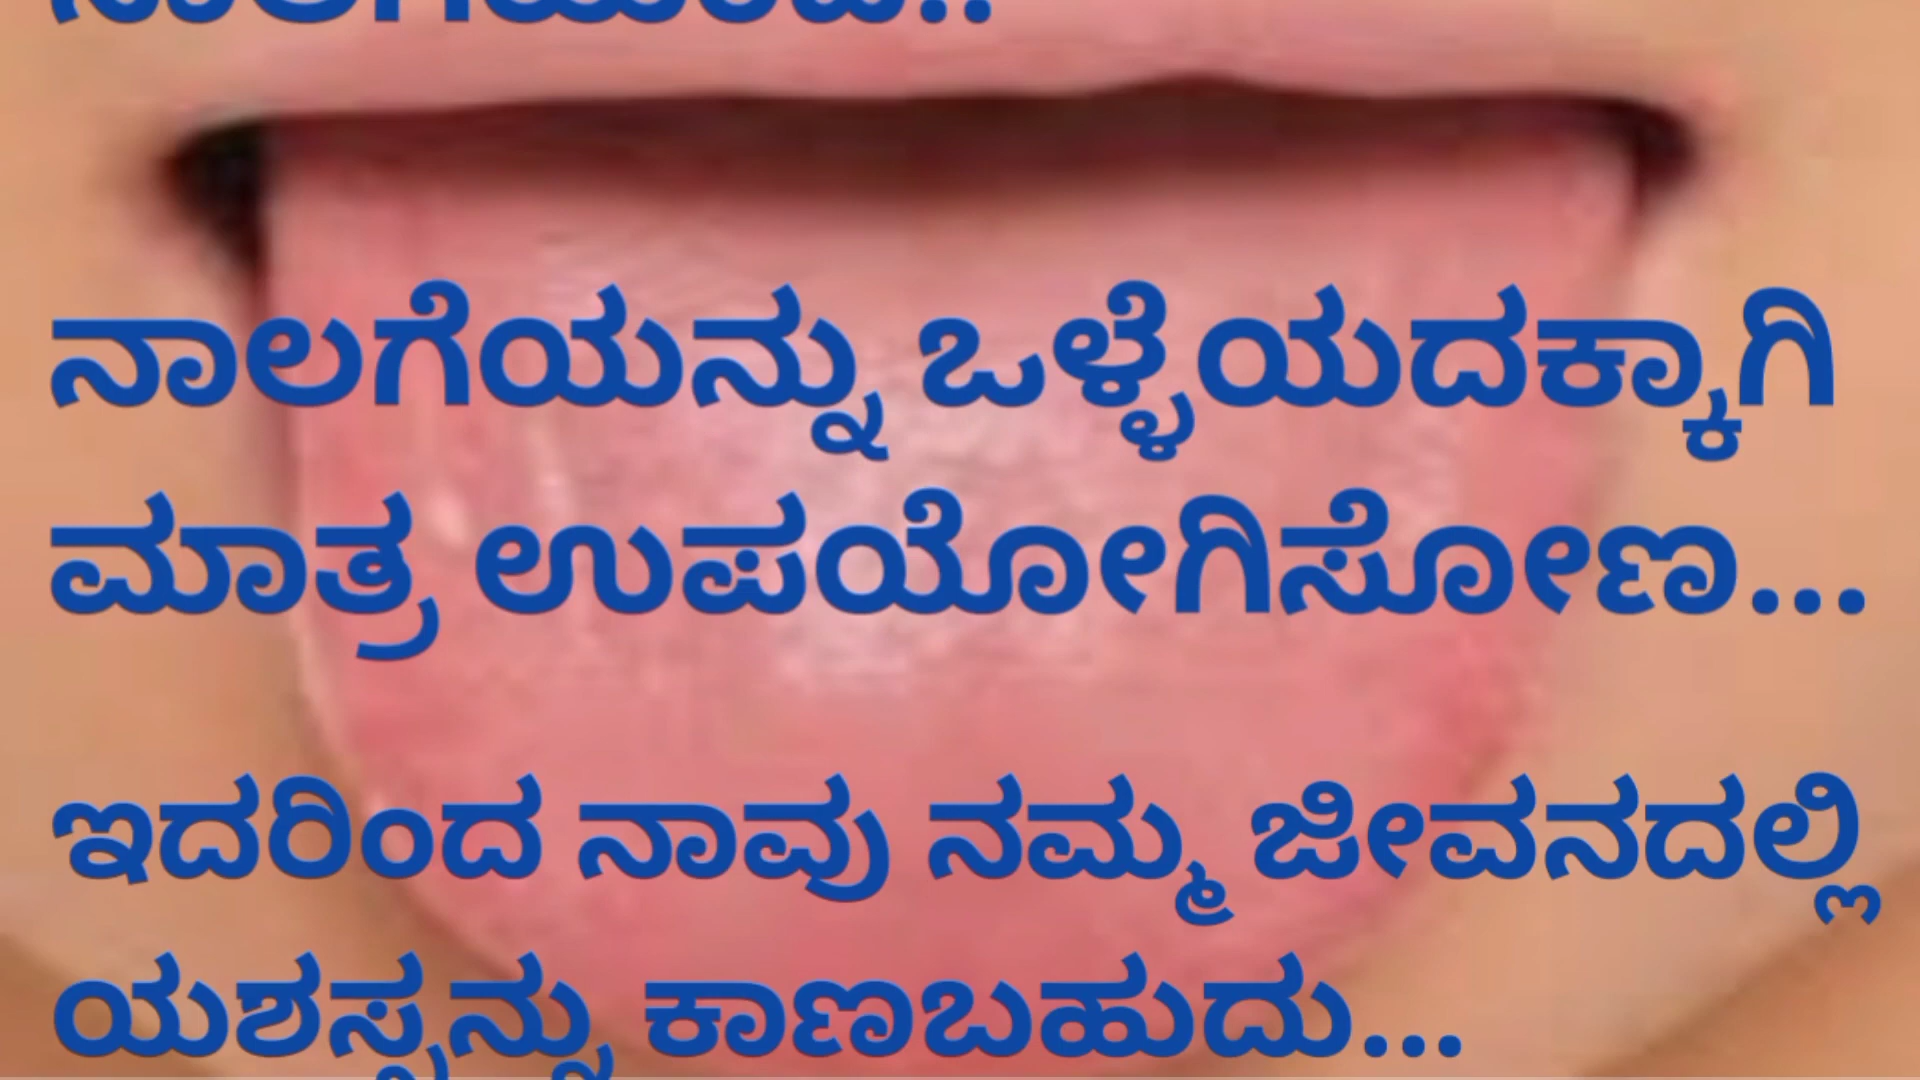 ನಾಲಗೆಯನ್ನು ಒಳ್ಳೆಯದಕ್ಕಾಗಿ
ಮಾತ್ರ ಉಪಯೋಗಿಸೋಣ...
ಇದರಿಂದ ನಾವು ನಮ್ಮ ಜೀವನದಲ್ಲಿ
ಯಶಸ್ಸನ್ನು ಕಾಣಬಹುದು...